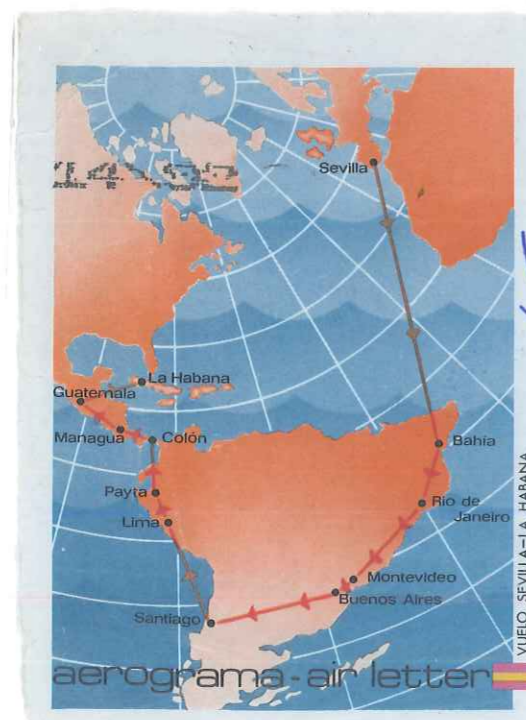 Sevilla
La Habana
Guatemala
Managua
Colón
Bahía
Payta
Rio de
Janeiro
Lima
Montevideo
Buenos Aires
Santiago
aerograma-air letter
VUELO SEVILLA-LA HABANA